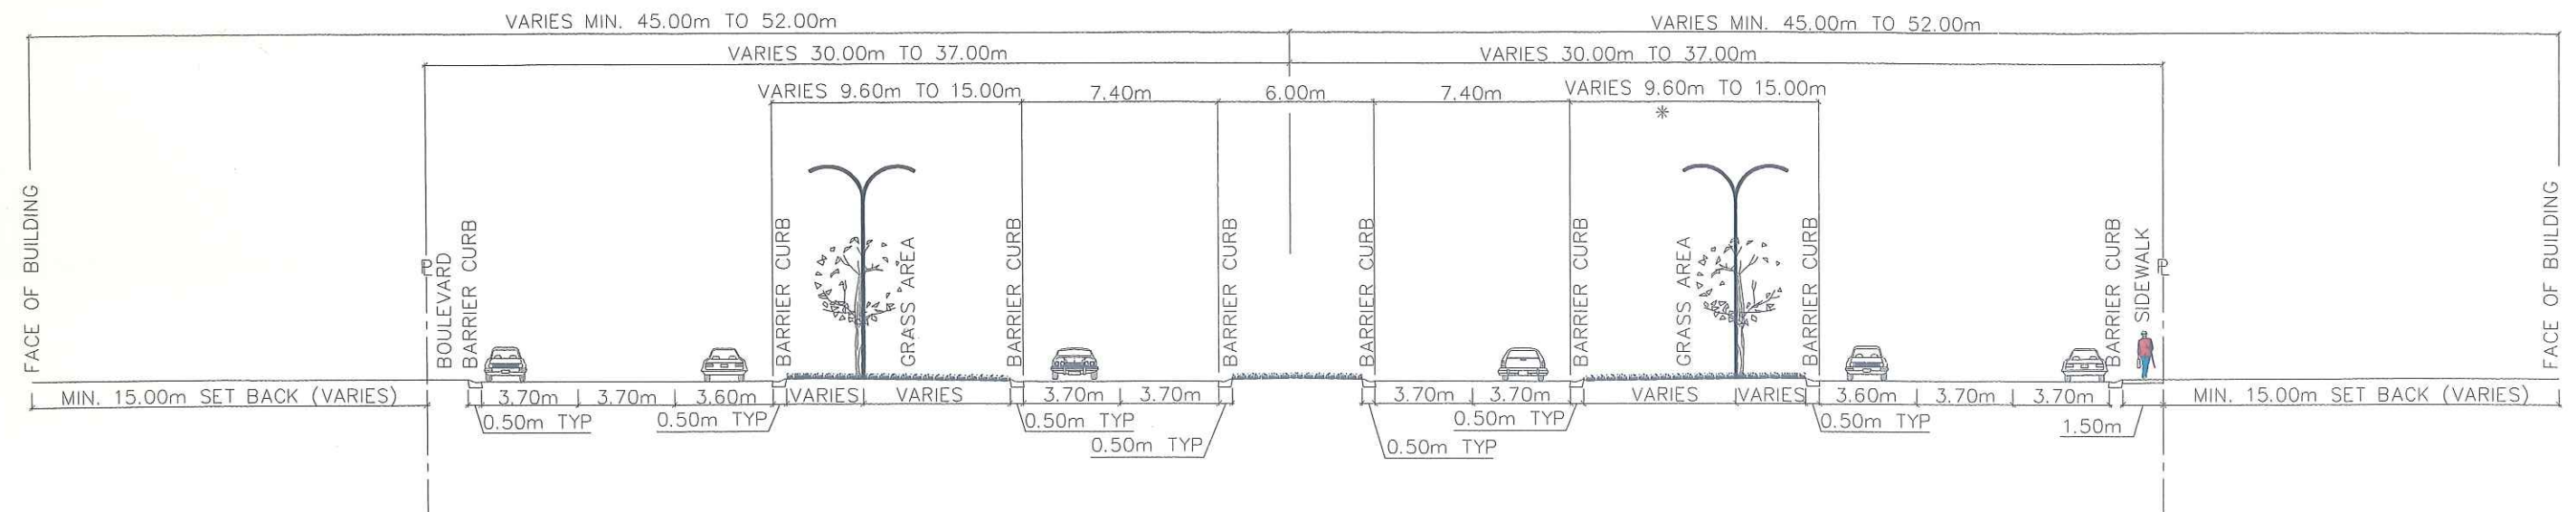 VARIES MIN. 45.00m TO 52.00m
VARIES MIN. 45.00m TO 52.00m
VARIES 30.00m TO 37.00m
VARIES 30.00m TO 37.00m
VARIES 9.60m TO 15.00m
7.40m
6.00m
7.40m
VARIES 9.60m TO 15.00m
*
FACE OF BUILDING
PL
BOULEVARD
BARRIER CURB
BARRIER CURB
GRASS AREA
BARRIER CURB
BARRIER CURB
BARRIER CURB
BARRIER CURB
GRASS AREA
BARRIER CURB
BARRIER CURB
SIDEWALK
PL
FACE OF BUILDING
MIN. 15.00m SET BACK (VARIES)
3.70m
3.70m
3.60m
VARIES
VARIES
3.70m
3.70m
3.70m
3.70m
VARIES
VARIES
3.60m
3.70m
3.70m
MIN. 15.00m SET BACK (VARIES)
0.50m TYP
0.50m TYP
0.50m TYP
0.50m TYP
0.50m TYP
0.50m TYP
0.50m TYP
1.50m